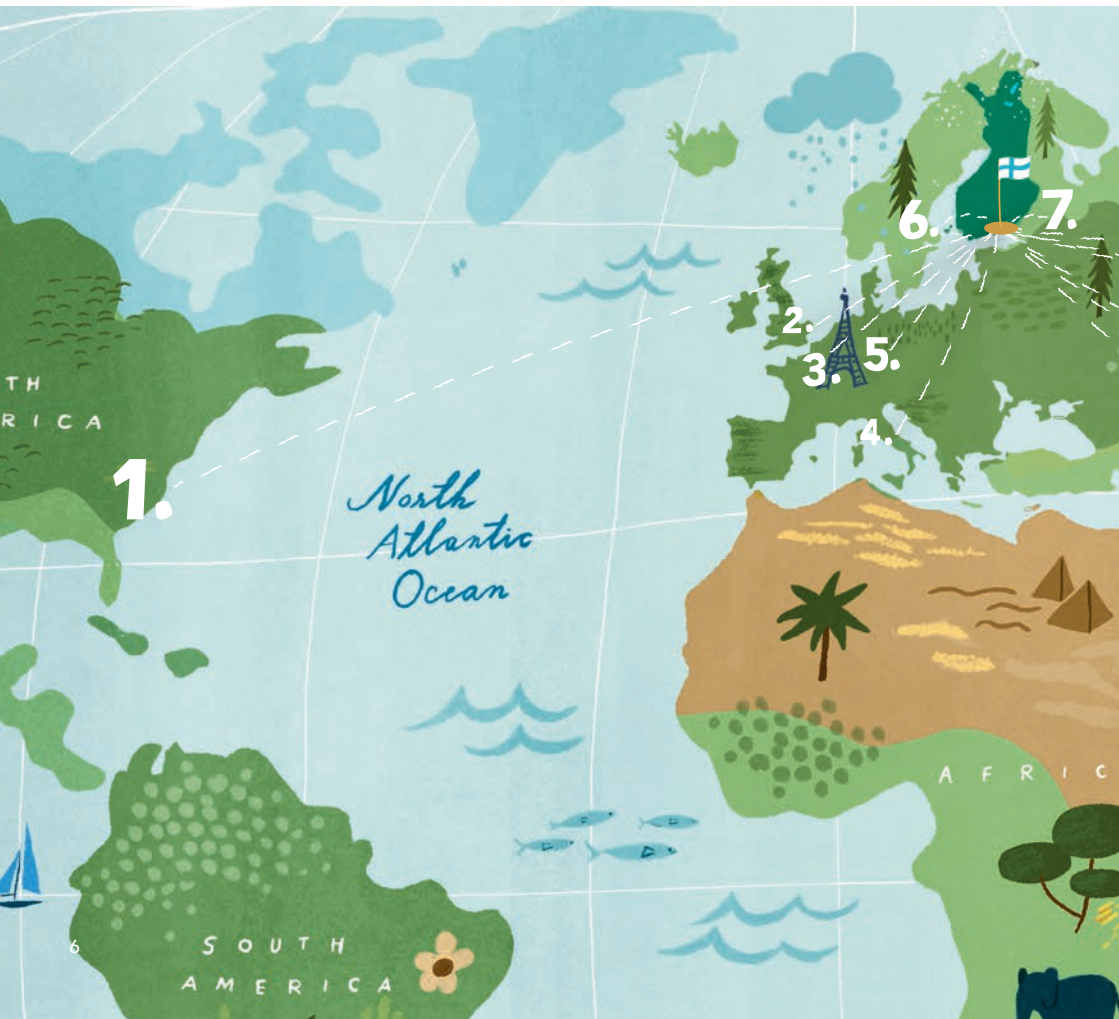 6.
7.
2.
5.
3.
TH
RICA
4.
1.
North
Atlantic
Ocean
AFRIC
6
SOUTH
AMERICA